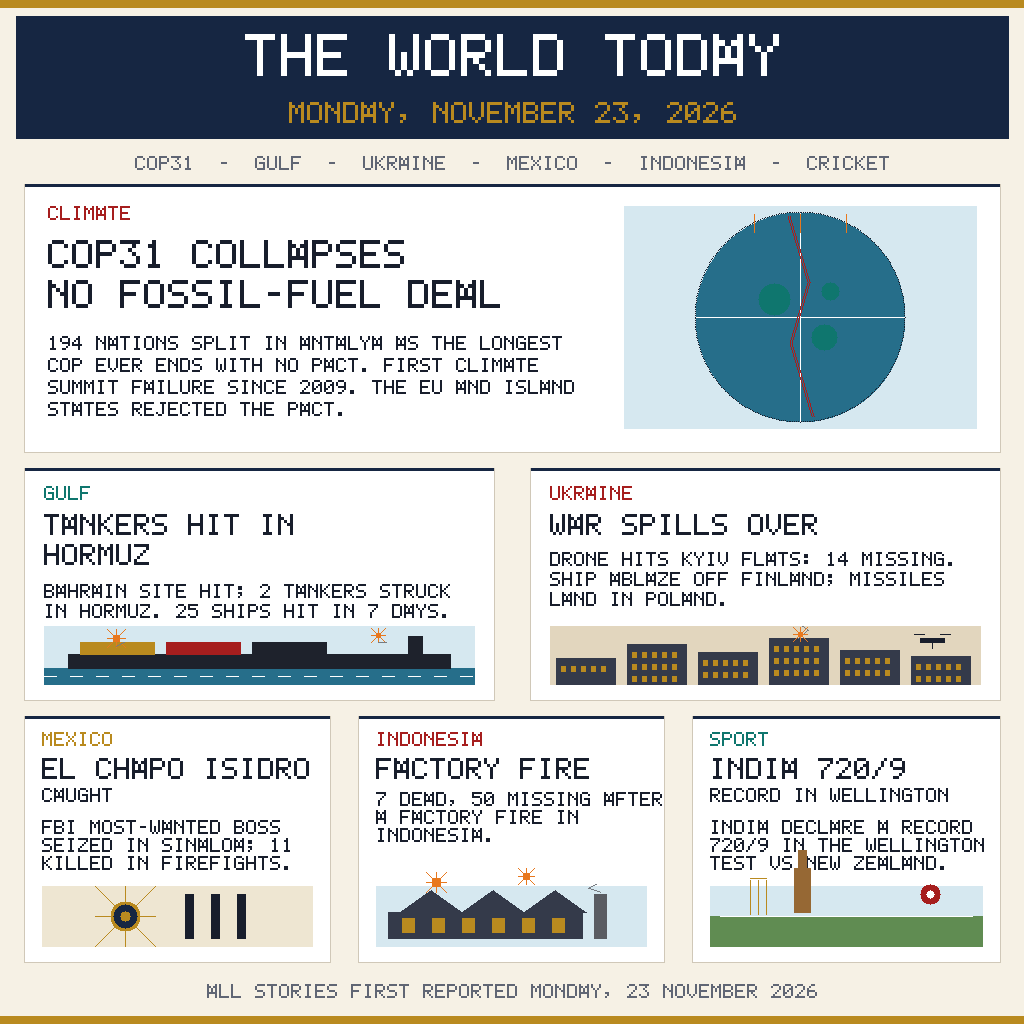 THE WORLD TODAY
MONDAY, NOVEMBER 23, 2026
COP31 - GULF - UKRAINE - MEXICO - INDONESIA - CRICKET
CLIMATE
COP31 COLLAPSES
NO FOSSIL-FUEL DEAL
194 NATIONS SPLIT IN ANTALYA AS THE LONGEST
COP EVER ENDS WITH NO PACT. FIRST CLIMATE
SUMMIT FAILURE SINCE 2009. THE EU AND ISLAND
STATES REJECTED THE PACT.
GULF
TANKERS HIT IN
HORMUZ
BAHRAIN SITE HIT; 2 TANKERS STRUCK
IN HORMUZ. 25 SHIPS HIT IN 7 DAYS.
UKRAINE
WAR SPILLS OVER
DRONE HITS KYIV FLATS: 14 MISSING.
SHIP ABLAZE OFF FINLAND; MISSILES
LAND IN POLAND.
MEXICO
EL CHAPO ISIDRO
CAUGHT
FBI MOST-WANTED BOSS
SEIZED IN SINALOA; 11
KILLED IN FIREFIGHTS.
INDONESIA
FACTORY FIRE
7 DEAD, 50 MISSING AFTER
A FACTORY FIRE IN
INDONESIA.
SPORT
INDIA 720/9
RECORD IN WELLINGTON
INDIA DECLARE A RECORD
720/9 IN THE WELLINGTON
TEST VS NEW ZEALAND.
ALL STORIES FIRST REPORTED MONDAY, 23 NOVEMBER 2026